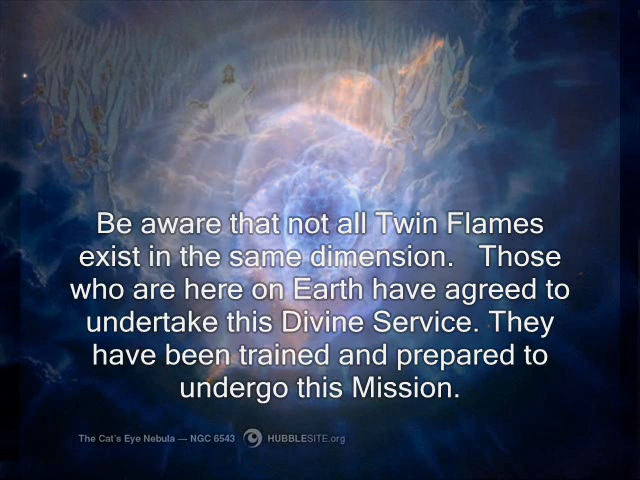 Be aware that not all Twin Flames
exist in the same dimension.   Those
who are here on Earth have agreed to
undertake this Divine Service. They
have been trained and prepared to
undergo this Mission.
The Cat's Eye Nebula — NGC 6543 HUBBLESITE.org